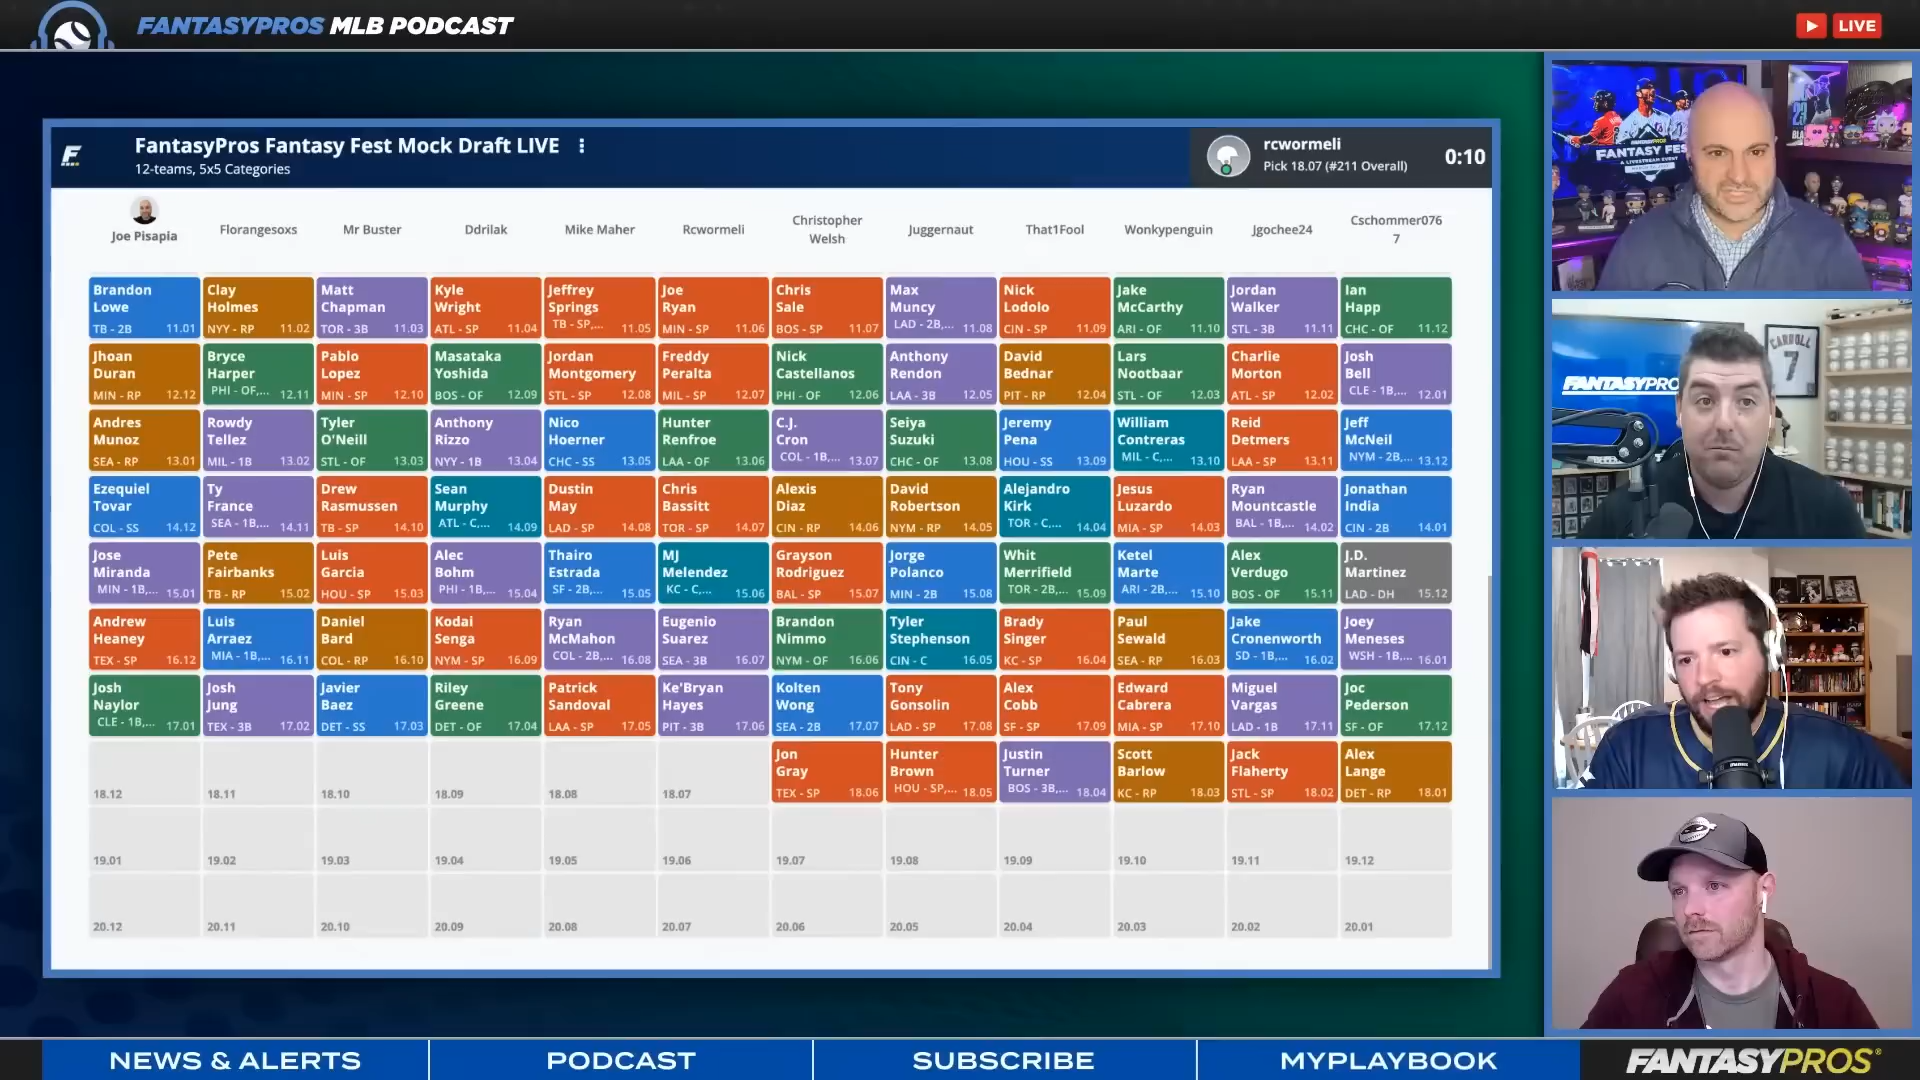 FANTASYPROS MLB PODCAST
LIVE
FantasyPros Fantasy Fest Mock Draft LIVE
12-teams, 5x5 Categories
rcwormeli
Pick 18.07 (#211 Overall)
0:10
Joe Pisapia
Florangesoxs
Mr Buster
Ddrilak
Mike Maher
Rcwormeli
Christopher
Welsh
Juggernaut
That1Fool
Wonkypenguin
Jgochee24
Cschommer076
7
Brandon Lowe TB - 2B 11.01
Clay Holmes NYY - RP 11.02
Matt Chapman TOR - 3B 11.03
Kyle Wright ATL - SP 11.04
Jeffrey Springs TB - SP,... 11.05
Joe Ryan MIN - SP 11.06
Chris Sale BOS - SP 11.07
Max Muncy LAD - 2B,... 11.08
Nick Lodolo CIN - SP 11.09
Jake McCarthy ARI - OF 11.10
Jordan Walker STL - 3B 11.11
Ian Happ CHC - OF 11.12
Jhoan Duran MIN - RP 12.12
Bryce Harper PHI - OF,... 12.11
Pablo Lopez MIN - SP 12.10
Masataka Yoshida BOS - OF 12.09
Jordan Montgomery STL - SP 12.08
Freddy Peralta MIL - SP 12.07
Nick Castellanos PHI - OF 12.06
Anthony Rendon LAA - 3B 12.05
David Bednar PIT - RP 12.04
Lars Nootbaar STL - OF 12.03
Charlie Morton ATL - SP 12.02
Josh Bell CLE - 1B,... 12.01
Andres Munoz SEA - RP 13.01
Rowdy Tellez MIL - 1B 13.02
Tyler O'Neill STL - OF 13.03
Anthony Rizzo NYY - 1B 13.04
Nico Hoerner CHC - SS 13.05
Hunter Renfroe LAA - OF 13.06
C.J. Cron COL - 1B,... 13.07
Seiya Suzuki CHC - OF 13.08
Jeremy Pena HOU - SS 13.09
William Contreras MIL - C,... 13.10
Reid Detmers LAA - SP 13.11
Jeff McNeil NYM - 2B,... 13.12
Ezequiel Tovar COL - SS 14.12
Ty France SEA - 1B,... 14.11
Drew Rasmussen TB - SP 14.10
Sean Murphy ATL - C,... 14.09
Dustin May LAD - SP 14.08
Chris Bassitt TOR - SP 14.07
Alexis Diaz CIN - RP 14.06
David Robertson NYM - RP 14.05
Alejandro Kirk TOR - C,... 14.04
Jesus Luzardo MIA - SP 14.03
Ryan Mountcastle BAL - 1B,... 14.02
Jonathan India CIN - 2B 14.01
Jose Miranda MIN - 1B,... 15.01
Pete Fairbanks TB - RP 15.02
Luis Garcia HOU - SP 15.03
Alec Bohm PHI - 1B,... 15.04
Thairo Estrada SF - 2B,... 15.05
MJ Melendez KC - C,... 15.06
Grayson Rodriguez BAL - SP 15.07
Jorge Polanco MIN - 2B 15.08
Whit Merrifield TOR - 2B,... 15.09
Ketel Marte ARI - 2B,... 15.10
Alex Verdugo BOS - OF 15.11
J.D. Martinez LAD - DH 15.12
Andrew Heaney TEX - SP 16.12
Luis Arraez MIA - 1B,... 16.11
Daniel Bard COL - RP 16.10
Kodai Senga NYM - SP 16.09
Ryan McMahon COL - 2B,... 16.08
Eugenio Suarez SEA - 3B 16.07
Brandon Nimmo NYM - OF 16.06
Tyler Stephenson CIN - C 16.05
Brady Singer KC - SP 16.04
Paul Sewald SEA - RP 16.03
Jake Cronenworth SD - 1B,... 16.02
Joey Meneses WSH - 1B,... 16.01
Josh Naylor CLE - 1B,... 17.01
Josh Jung TEX - 3B 17.02
Javier Baez DET - SS 17.03
Riley Greene DET - OF 17.04
Patrick Sandoval LAA - SP 17.05
Ke'Bryan Hayes PIT - 3B 17.06
Kolten Wong SEA - 2B 17.07
Tony Gonsolin LAD - SP 17.08
Alex Cobb SF - SP 17.09
Edward Cabrera MIA - SP 17.10
Miguel Vargas LAD - 1B 17.11
Joc Pederson SF - OF 17.12
18.12 18.11 18.10 18.09 18.08 18.07
Jon Gray TEX - SP 18.06
Hunter Brown HOU - SP,... 18.05
Justin Turner BOS - 3B,... 18.04
Scott Barlow KC - RP 18.03
Jack Flaherty STL - SP 18.02
Alex Lange DET - RP 18.01
19.01 19.02 19.03 19.04 19.05 19.06 19.07 19.08 19.09 19.10 19.11 19.12
20.12 20.11 20.10 20.09 20.08 20.07 20.06 20.05 20.04 20.03 20.02 20.01
FANTASY FES
CARROLL
7
FANTASYPRO
NEWS & ALERTS
PODCAST
SUBSCRIBE
MYPLAYBOOK
FANTASYPROS